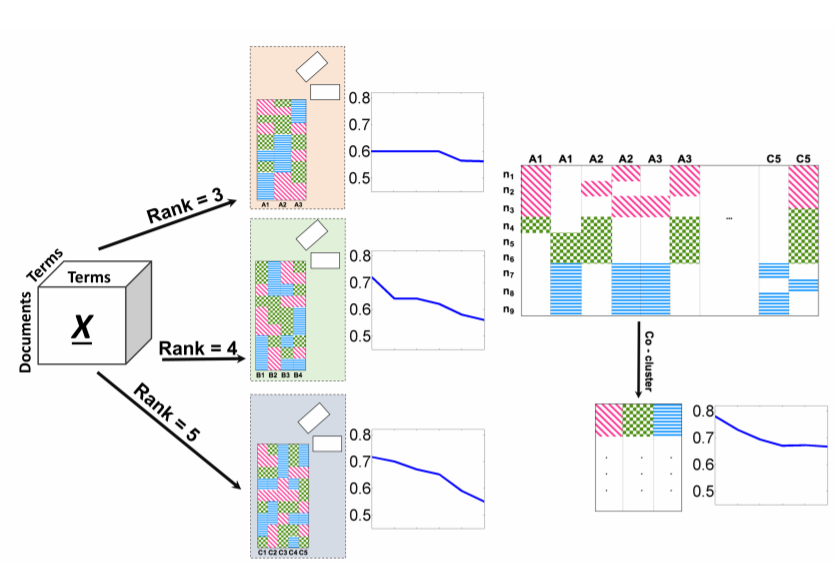 Terms
Documents
Terms
X
Rank = 3
Rank = 4
Rank = 5
A1 A2 A3
0.8
0.7
0.6
0.5
B1 B2 B3 B4
0.8
0.7
0.6
0.5
C1 C2 C3 C4 C5
0.8
0.7
0.6
0.5
A1 A1 A2 A2 A3 A3 C5 C5
n1
n2
n3
n4
n5
n6
n7
n8
n9
...
Co - cluster
0.8
0.7
0.6
0.5